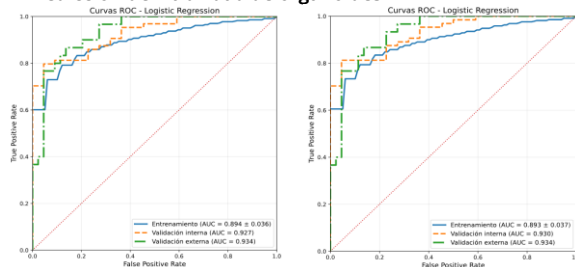 Curvas ROC - Logistic Regression
True Positive Rate
1.0
0.8
0.6
0.4
0.2
0.0
0.0 0.2 0.4 0.6 0.8 1.0
False Positive Rate
Entrenamiento (AUC = 0.894 ± 0.036)
Validación interna (AUC = 0.927)
Validación externa (AUC = 0.934)
Curvas ROC - Logistic Regression
True Positive Rate
1.0
0.8
0.6
0.4
0.2
0.0
0.0 0.2 0.4 0.6 0.8 1.0
False Positive Rate
Entrenamiento (AUC = 0.893 ± 0.037)
Validación interna (AUC = 0.930)
Validación externa (AUC = 0.934)